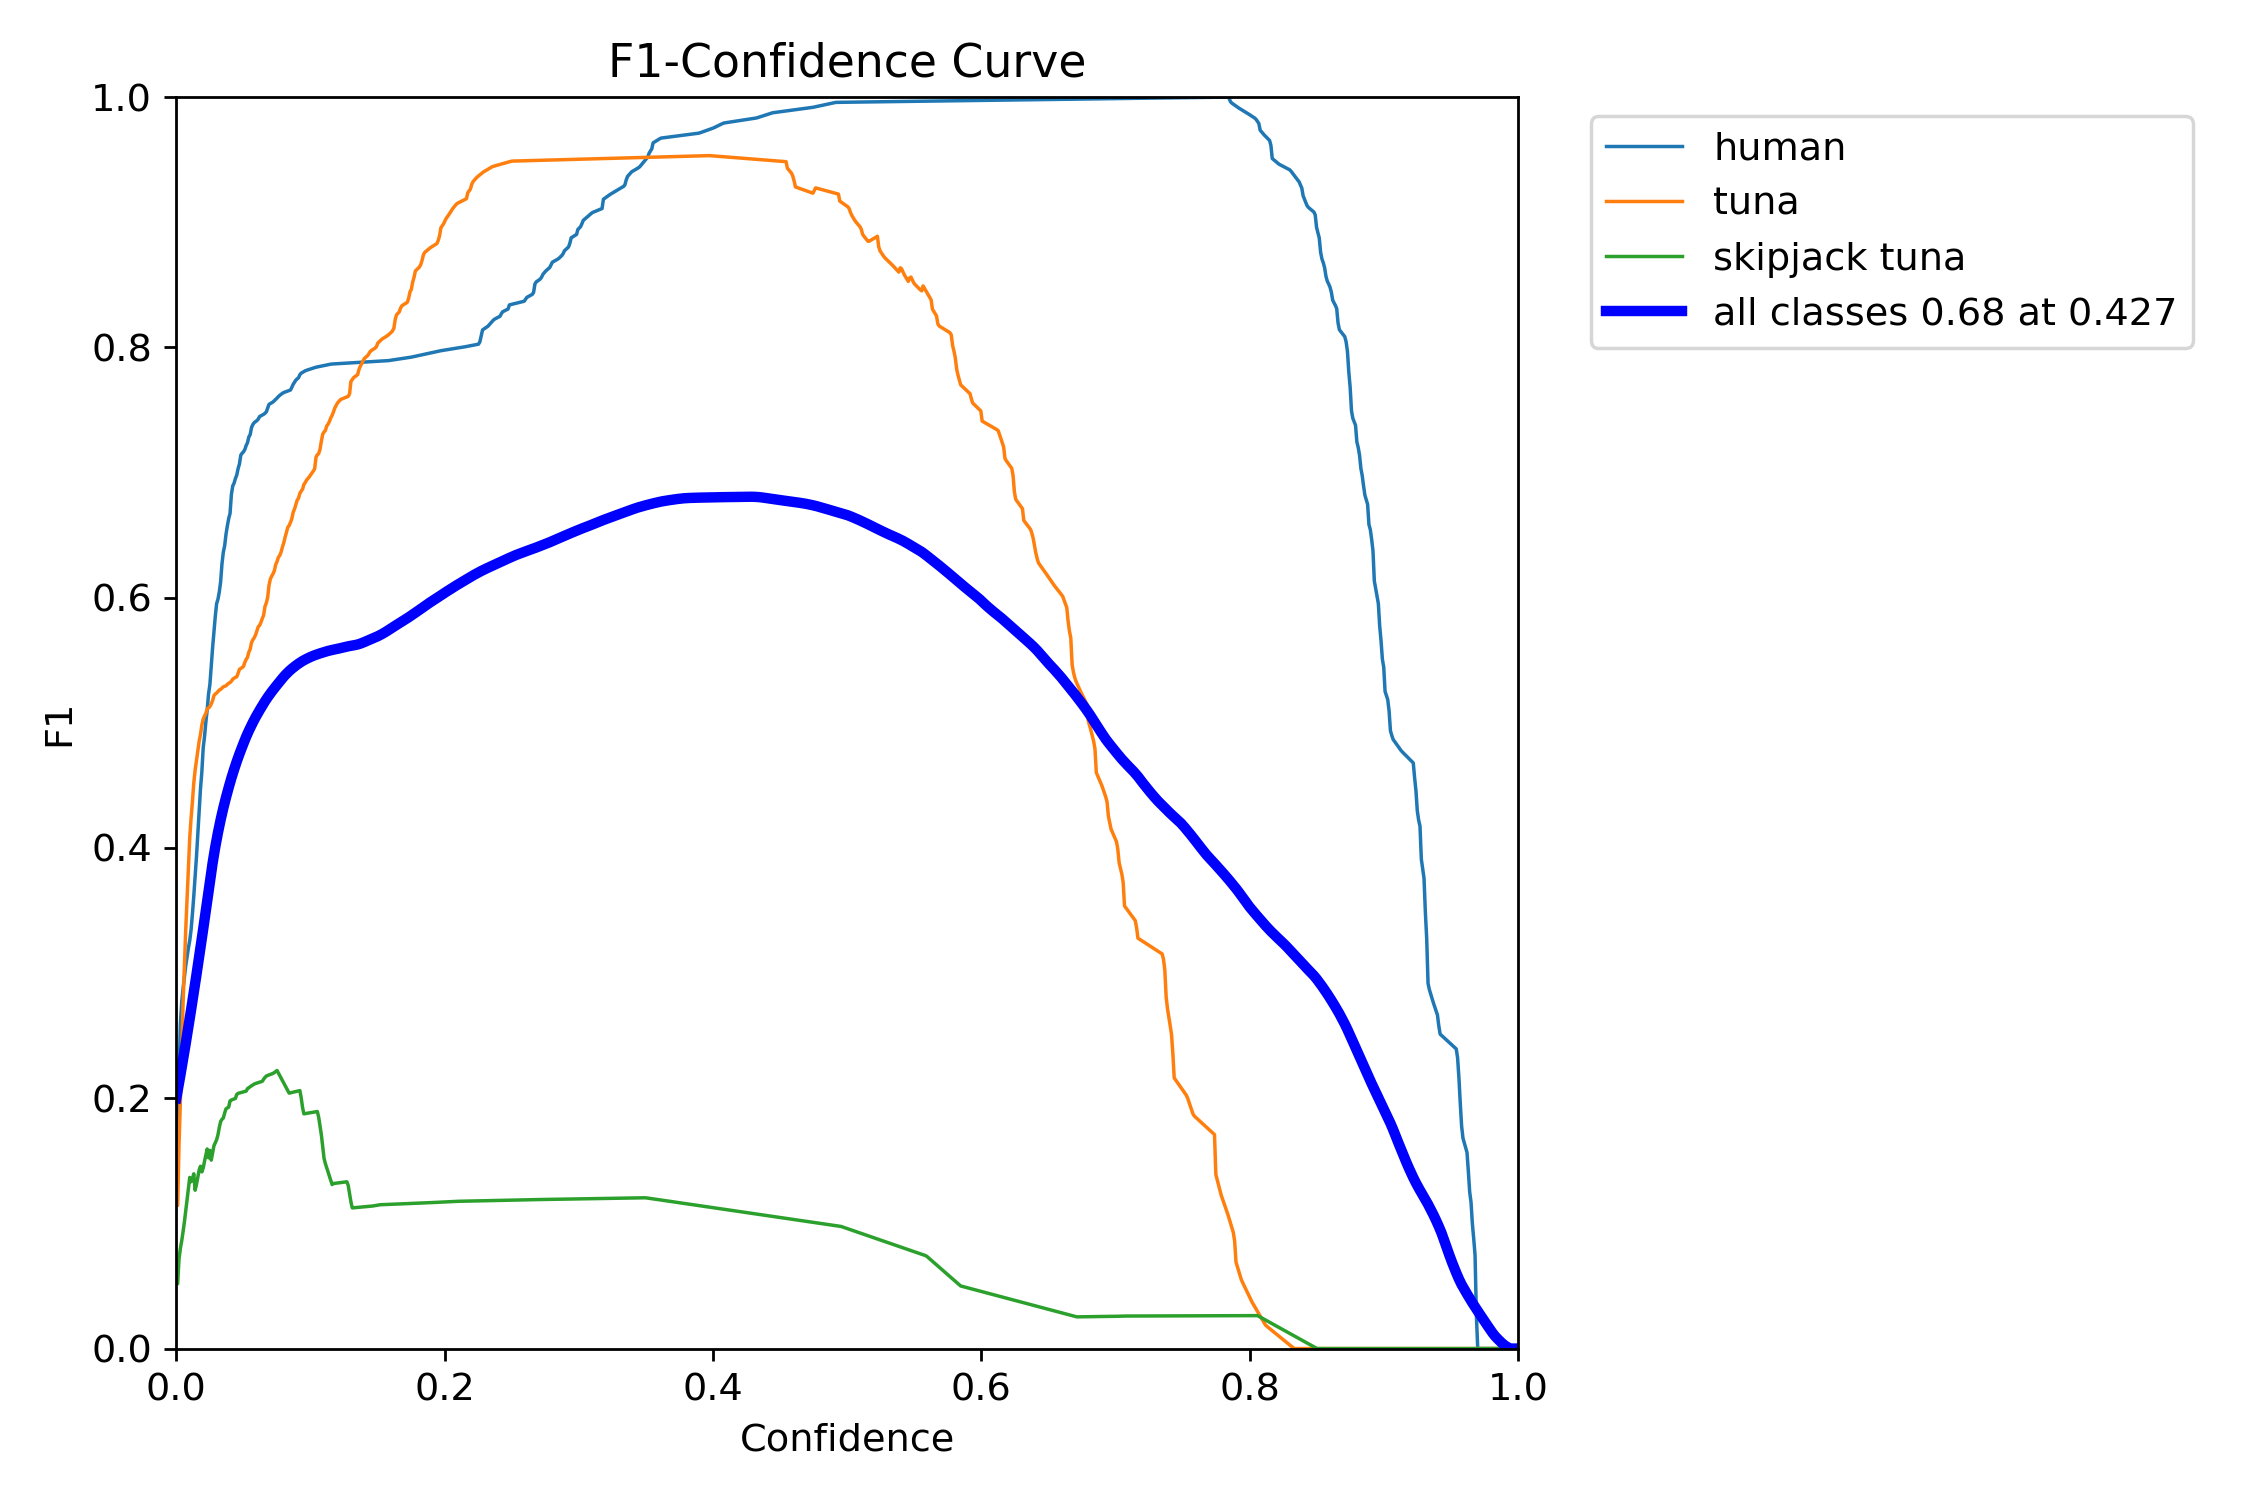 F1-Confidence Curve
1.0
0.8
0.6
0.4
0.2
0.0
F1
0.0 0.2 0.4 0.6 0.8 1.0
Confidence
human
tuna
skipjack tuna
all classes 0.68 at 0.427